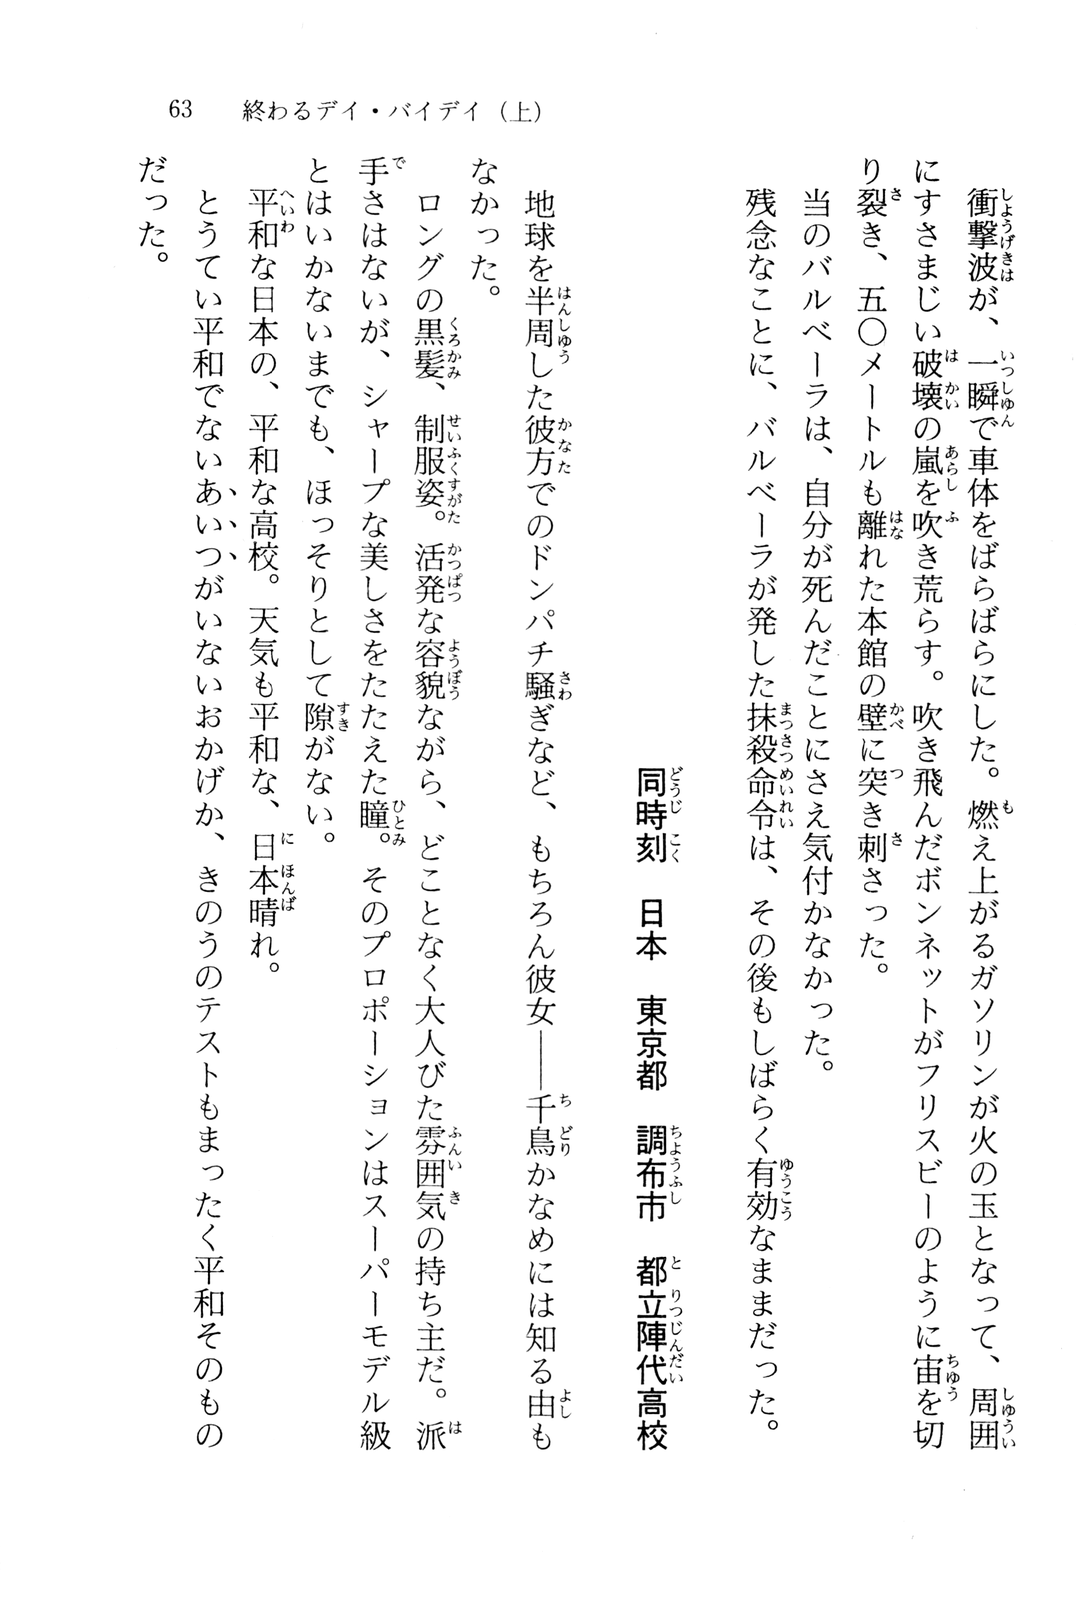 63　終わるデイ・バイデイ（上）
　衝撃波が、一瞬で車体をばらばらにした。燃え上がるガソリンが火の玉となって、周囲
にすさまじい破壊の嵐を吹き荒らす。吹き飛んだボンネットがフリスビーのように宙を切
り裂き、五〇メートルも離れた本館の壁に突き刺さった。
　当のバルベーラは、自分が死んだことにさえ気付かなかった。
　残念なことに、バルベーラが発した抹殺命令は、その後もしばらく有効なままだった。
同時刻　日本　東京都　調布市　都立陣代高校
　地球を半周した彼方でのドンパチ騒ぎなど、もちろん彼女――千鳥かなめには知る由も
なかった。
　ロングの黒髪、制服姿。活発な容貌ながら、どことなく大人びた雰囲気の持ち主だ。派
手さはないが、シャープな美しさをたたえた瞳。そのプロポーションはスーパーモデル級
とはいかないまでも、ほっそりとして隙がない。
　平和な日本の、平和な高校。天気も平和な、日本晴れ。
　とうてい平和でないあいつがいないおかげか、きのうのテストもまったく平和そのもの
だった。